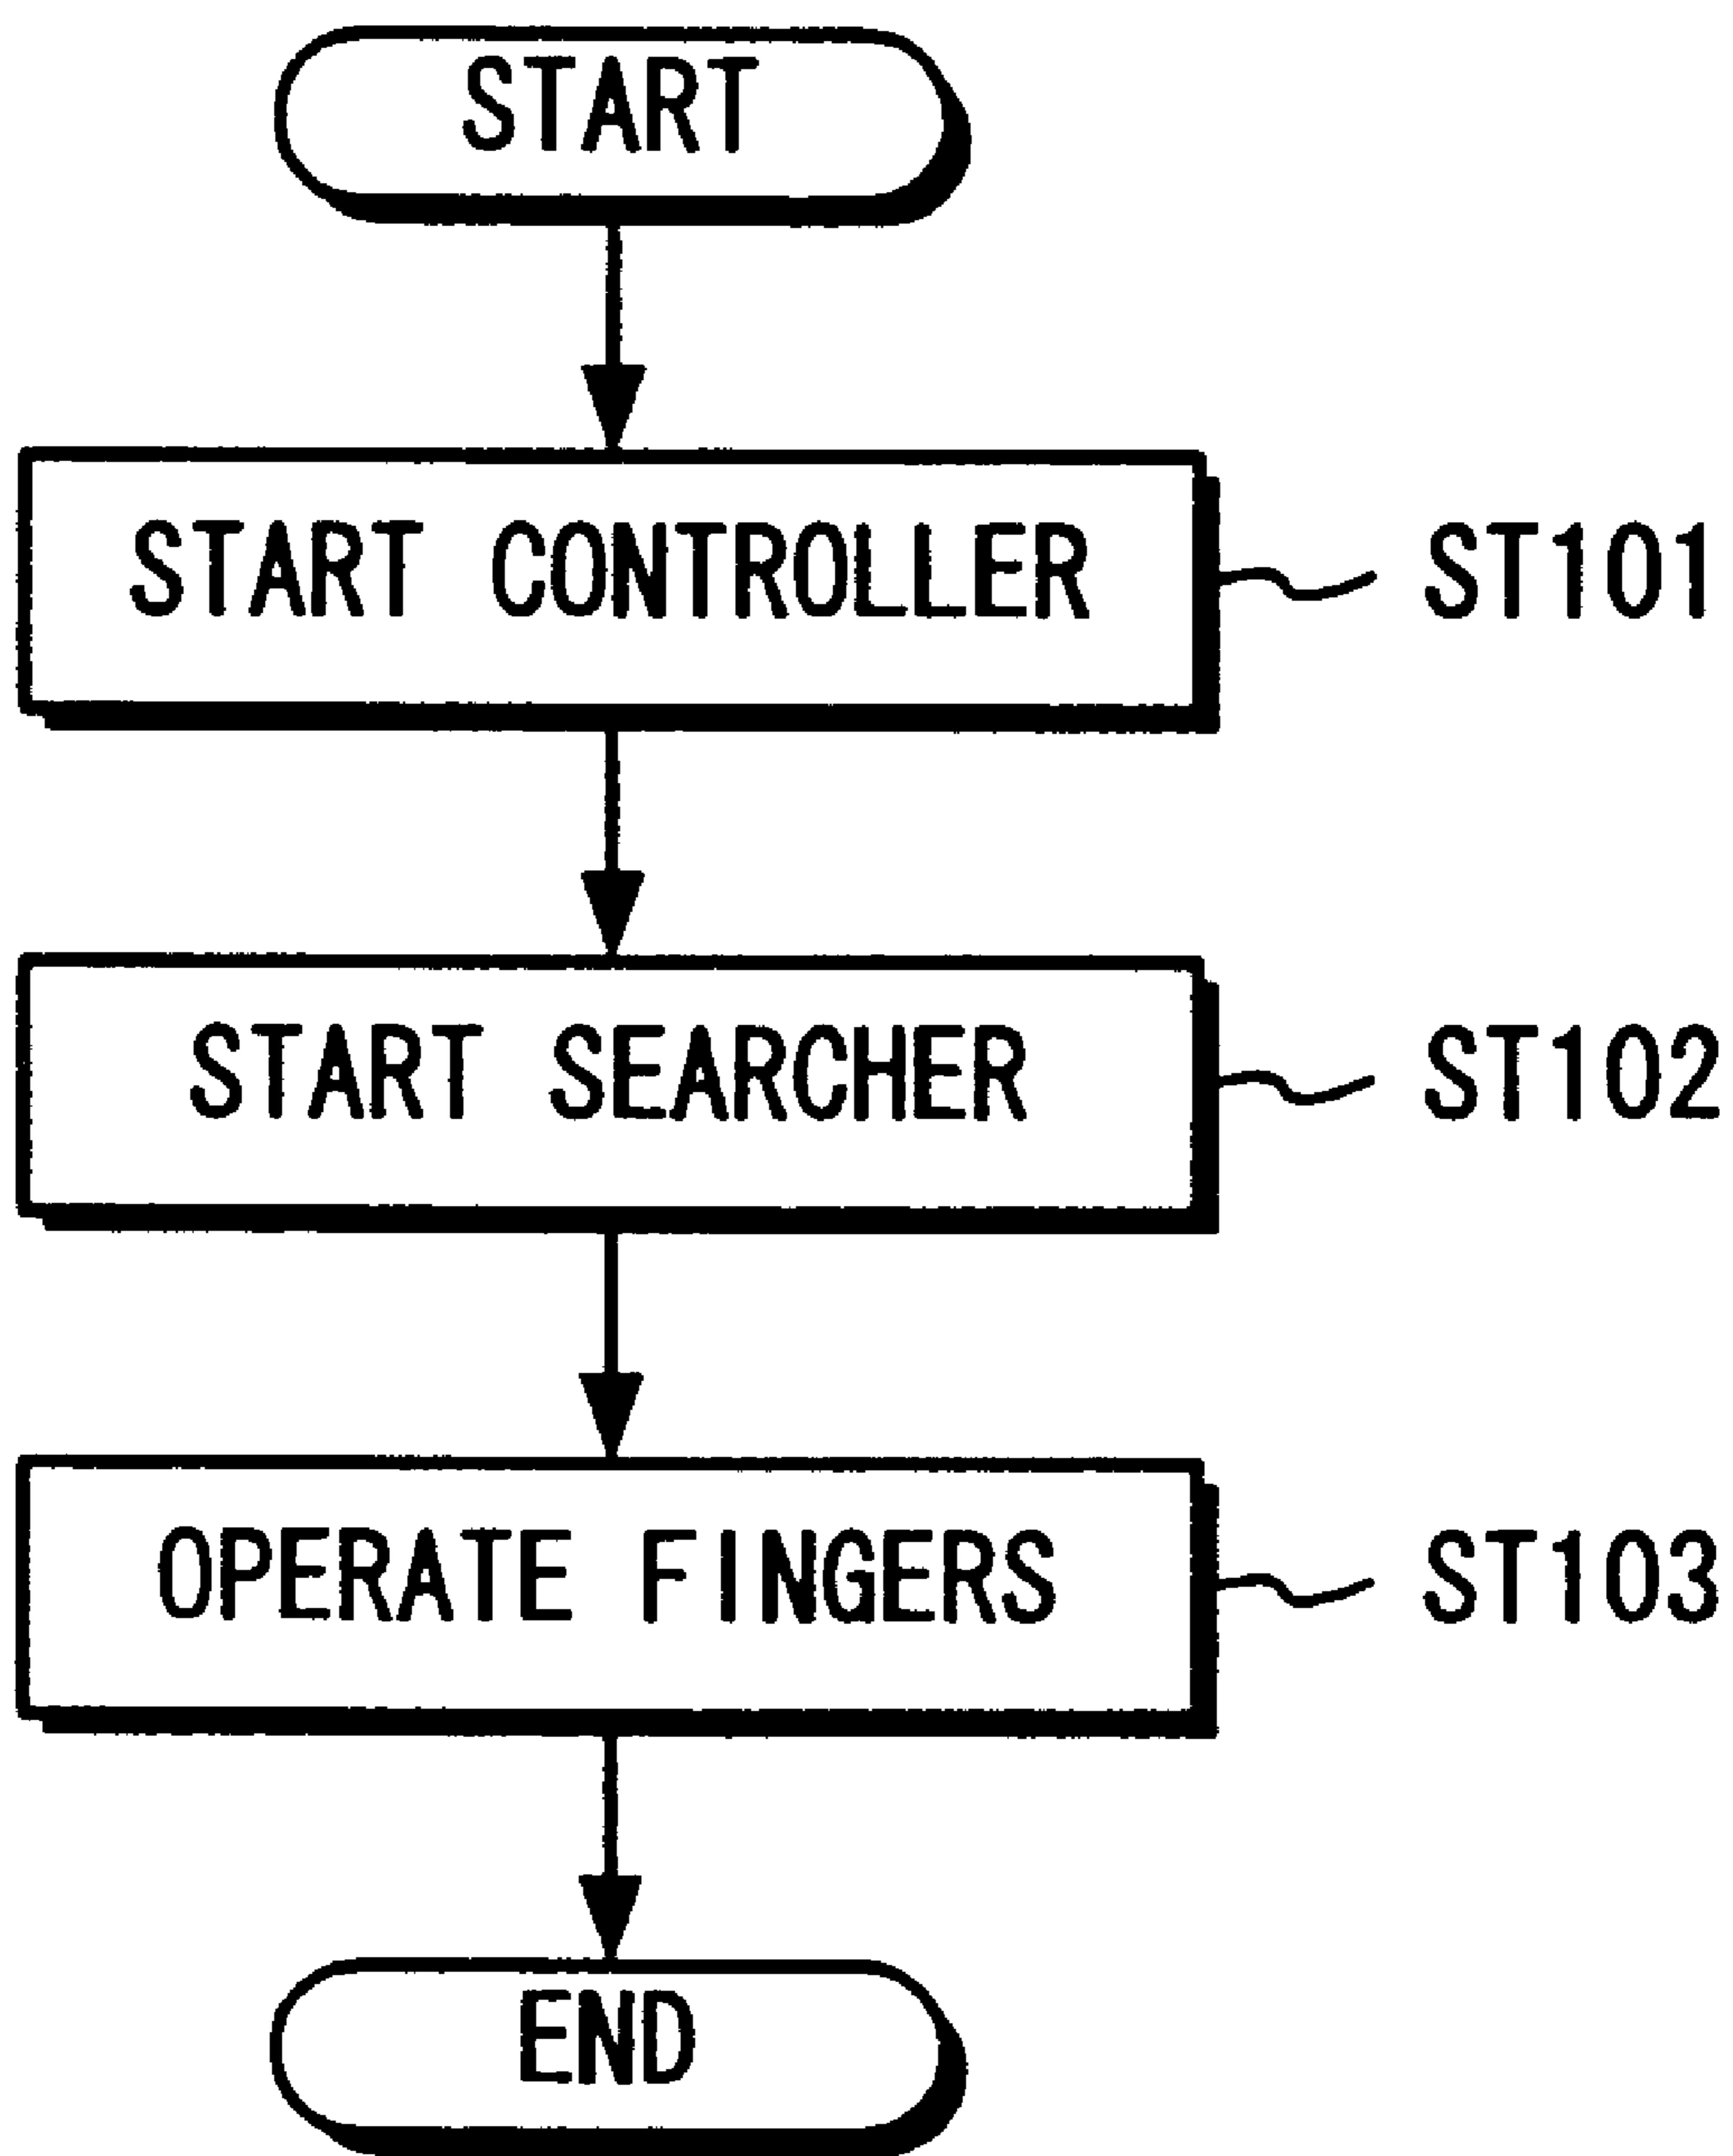 START
START CONTROLLER
ST101
START SEARCHER
ST102
OPERATE FINGERS
ST103
END